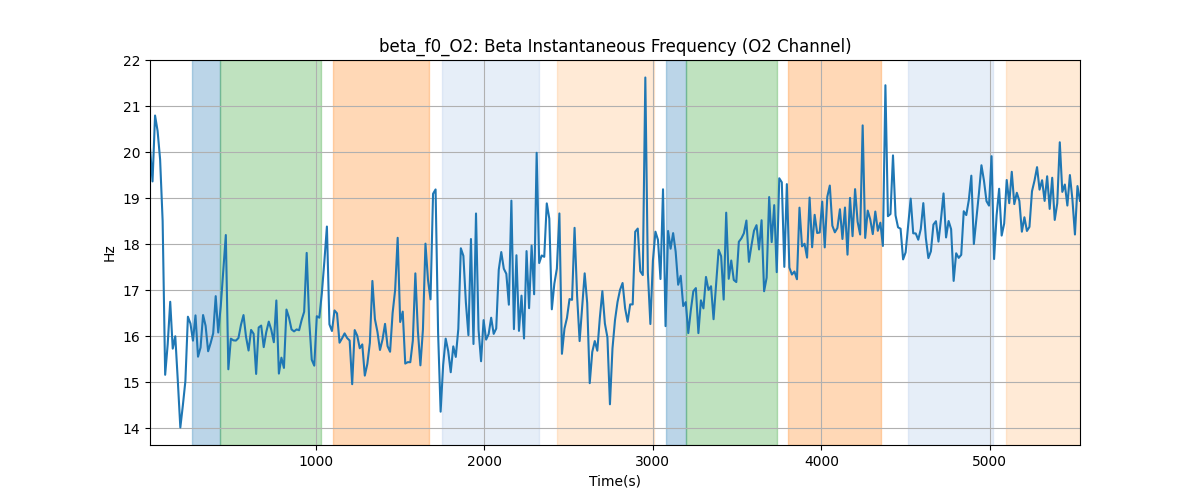 beta_f0_O2: Beta Instantaneous Frequency (O2 Channel)
22
21
20
19
18
17
16
15
14
Hz
1000 2000 3000 4000 5000
Time(s)